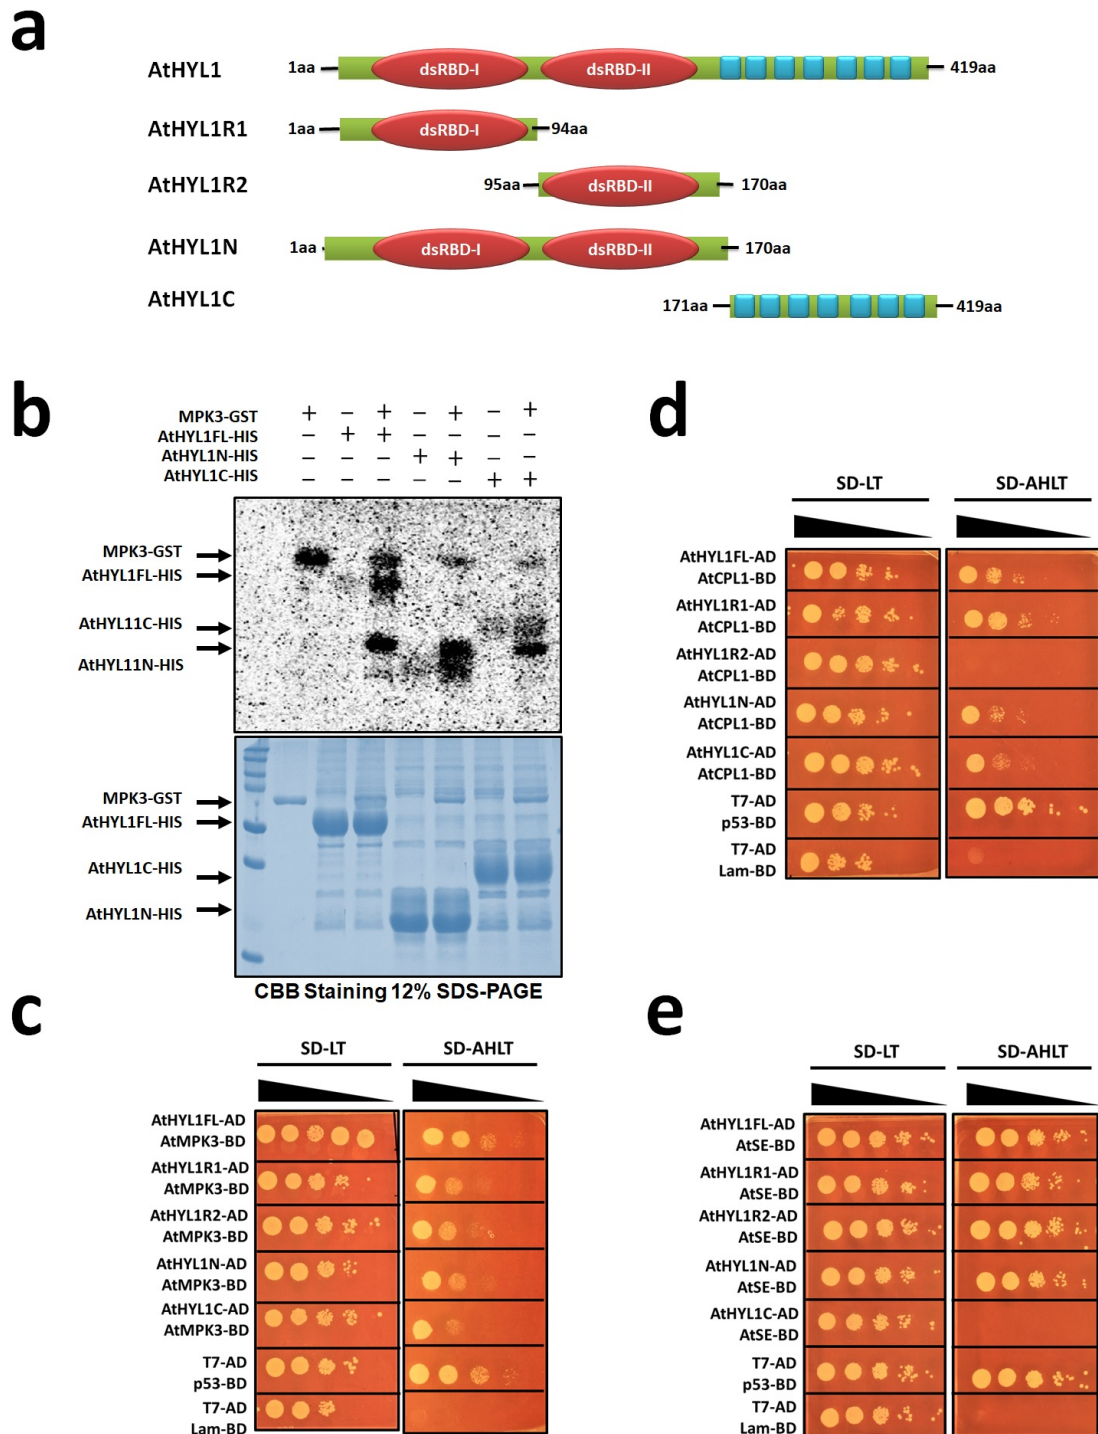 a
AtHYL1 1aa dsRBD-I dsRBD-II 419aa
AtHYL1R1 1aa dsRBD-I 94aa
AtHYL1R2 95aa dsRBD-II 170aa
AtHYL1N 1aa dsRBD-I dsRBD-II 170aa
AtHYL1C 171aa 419aa
b
MPK3-GST + − + − + − +
AtHYL1FL-HIS − + + − − − −
AtHYL1N-HIS − − − + + − −
AtHYL1C-HIS − − − − − + +
MPK3-GST
AtHYL1FL-HIS
AtHYL11C-HIS
AtHYL11N-HIS
MPK3-GST
AtHYL1FL-HIS
AtHYL1C-HIS
AtHYL1N-HIS
CBB Staining 12% SDS-PAGE
c
SD-LT SD-AHLT
AtHYL1FL-AD
AtMPK3-BD
AtHYL1R1-AD
AtMPK3-BD
AtHYL1R2-AD
AtMPK3-BD
AtHYL1N-AD
AtMPK3-BD
AtHYL1C-AD
AtMPK3-BD
T7-AD
p53-BD
T7-AD
Lam-BD
d
SD-LT SD-AHLT
AtHYL1FL-AD
AtCPL1-BD
AtHYL1R1-AD
AtCPL1-BD
AtHYL1R2-AD
AtCPL1-BD
AtHYL1N-AD
AtCPL1-BD
AtHYL1C-AD
AtCPL1-BD
T7-AD
p53-BD
T7-AD
Lam-BD
e
SD-LT SD-AHLT
AtHYL1FL-AD
AtSE-BD
AtHYL1R1-AD
AtSE-BD
AtHYL1R2-AD
AtSE-BD
AtHYL1N-AD
AtSE-BD
AtHYL1C-AD
AtSE-BD
T7-AD
p53-BD
T7-AD
Lam-BD